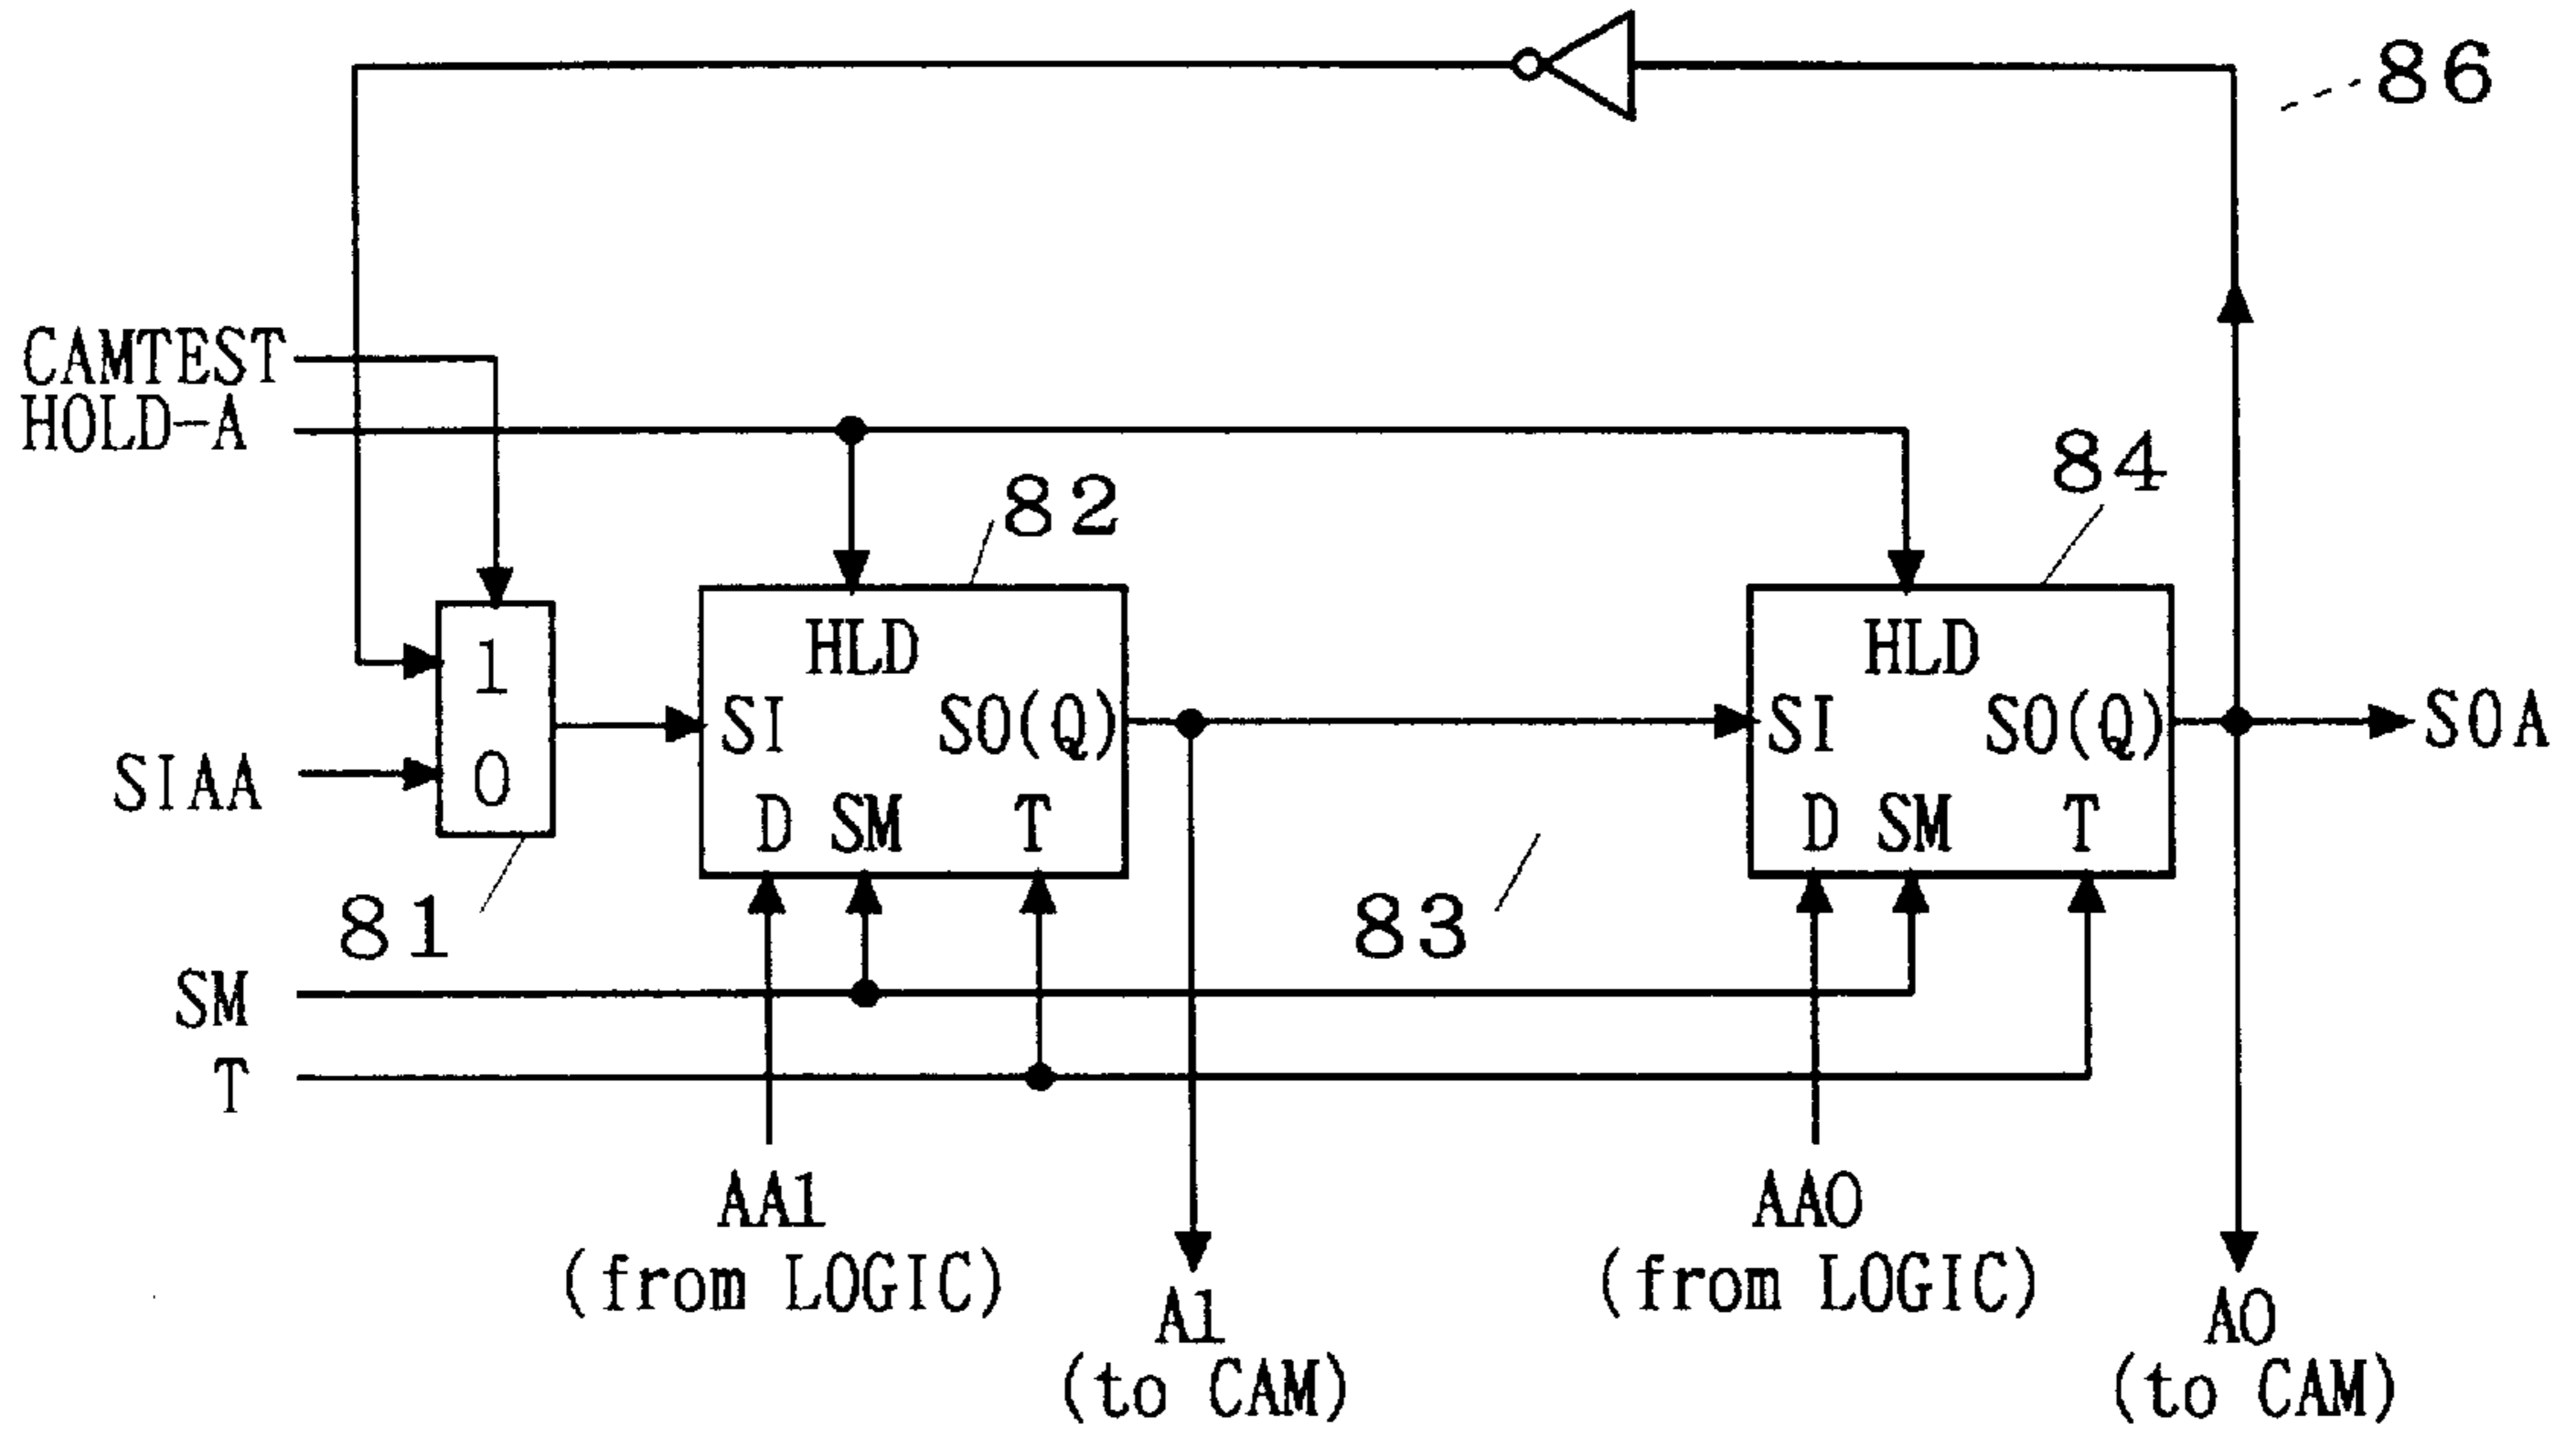 86
CAMTEST
HOLD-A
82
84
1
HLD
HLD
SI
SO(Q)
SI
SO(Q)
SOA
SIAA
0
D SM T
D SM T
81
83
SM
T
AA1
(from LOGIC)
AA0
(from LOGIC)
A1
(to CAM)
A0
(to CAM)